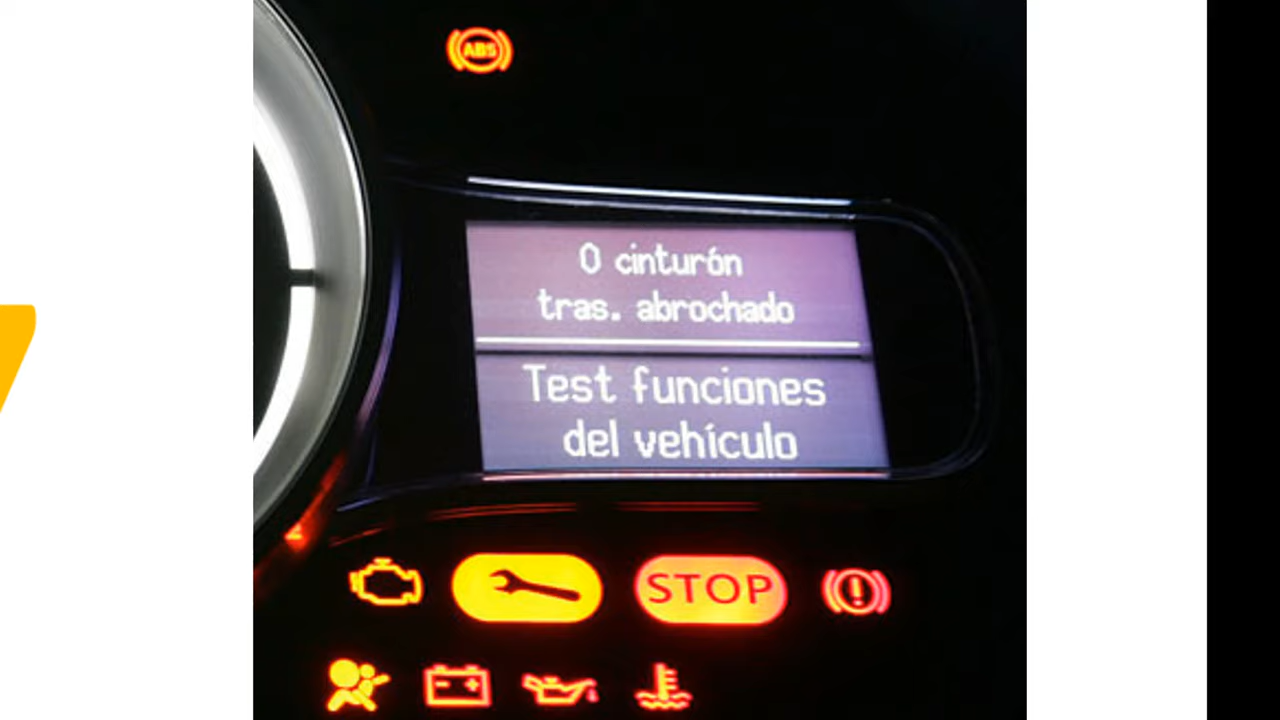 ABS
0 cinturón
tras. abrochado
Test funciones
del vehículo
STOP